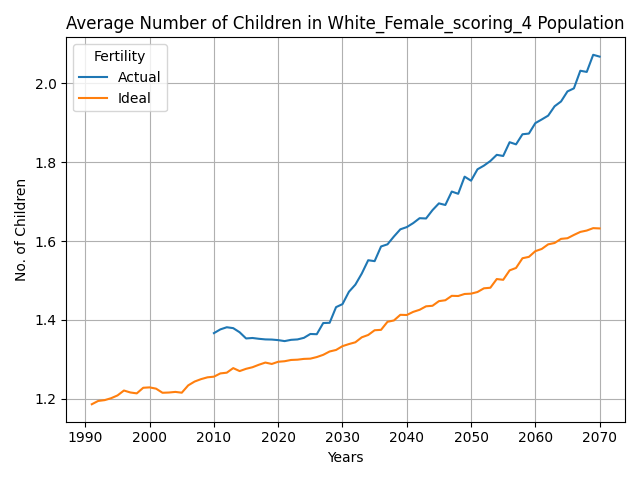 Average Number of Children in White_Female_scoring_4 Population
Fertility
Actual
Ideal
No. of Children
2.0
1.8
1.6
1.4
1.2
1990 2000 2010 2020 2030 2040 2050 2060 2070
Years